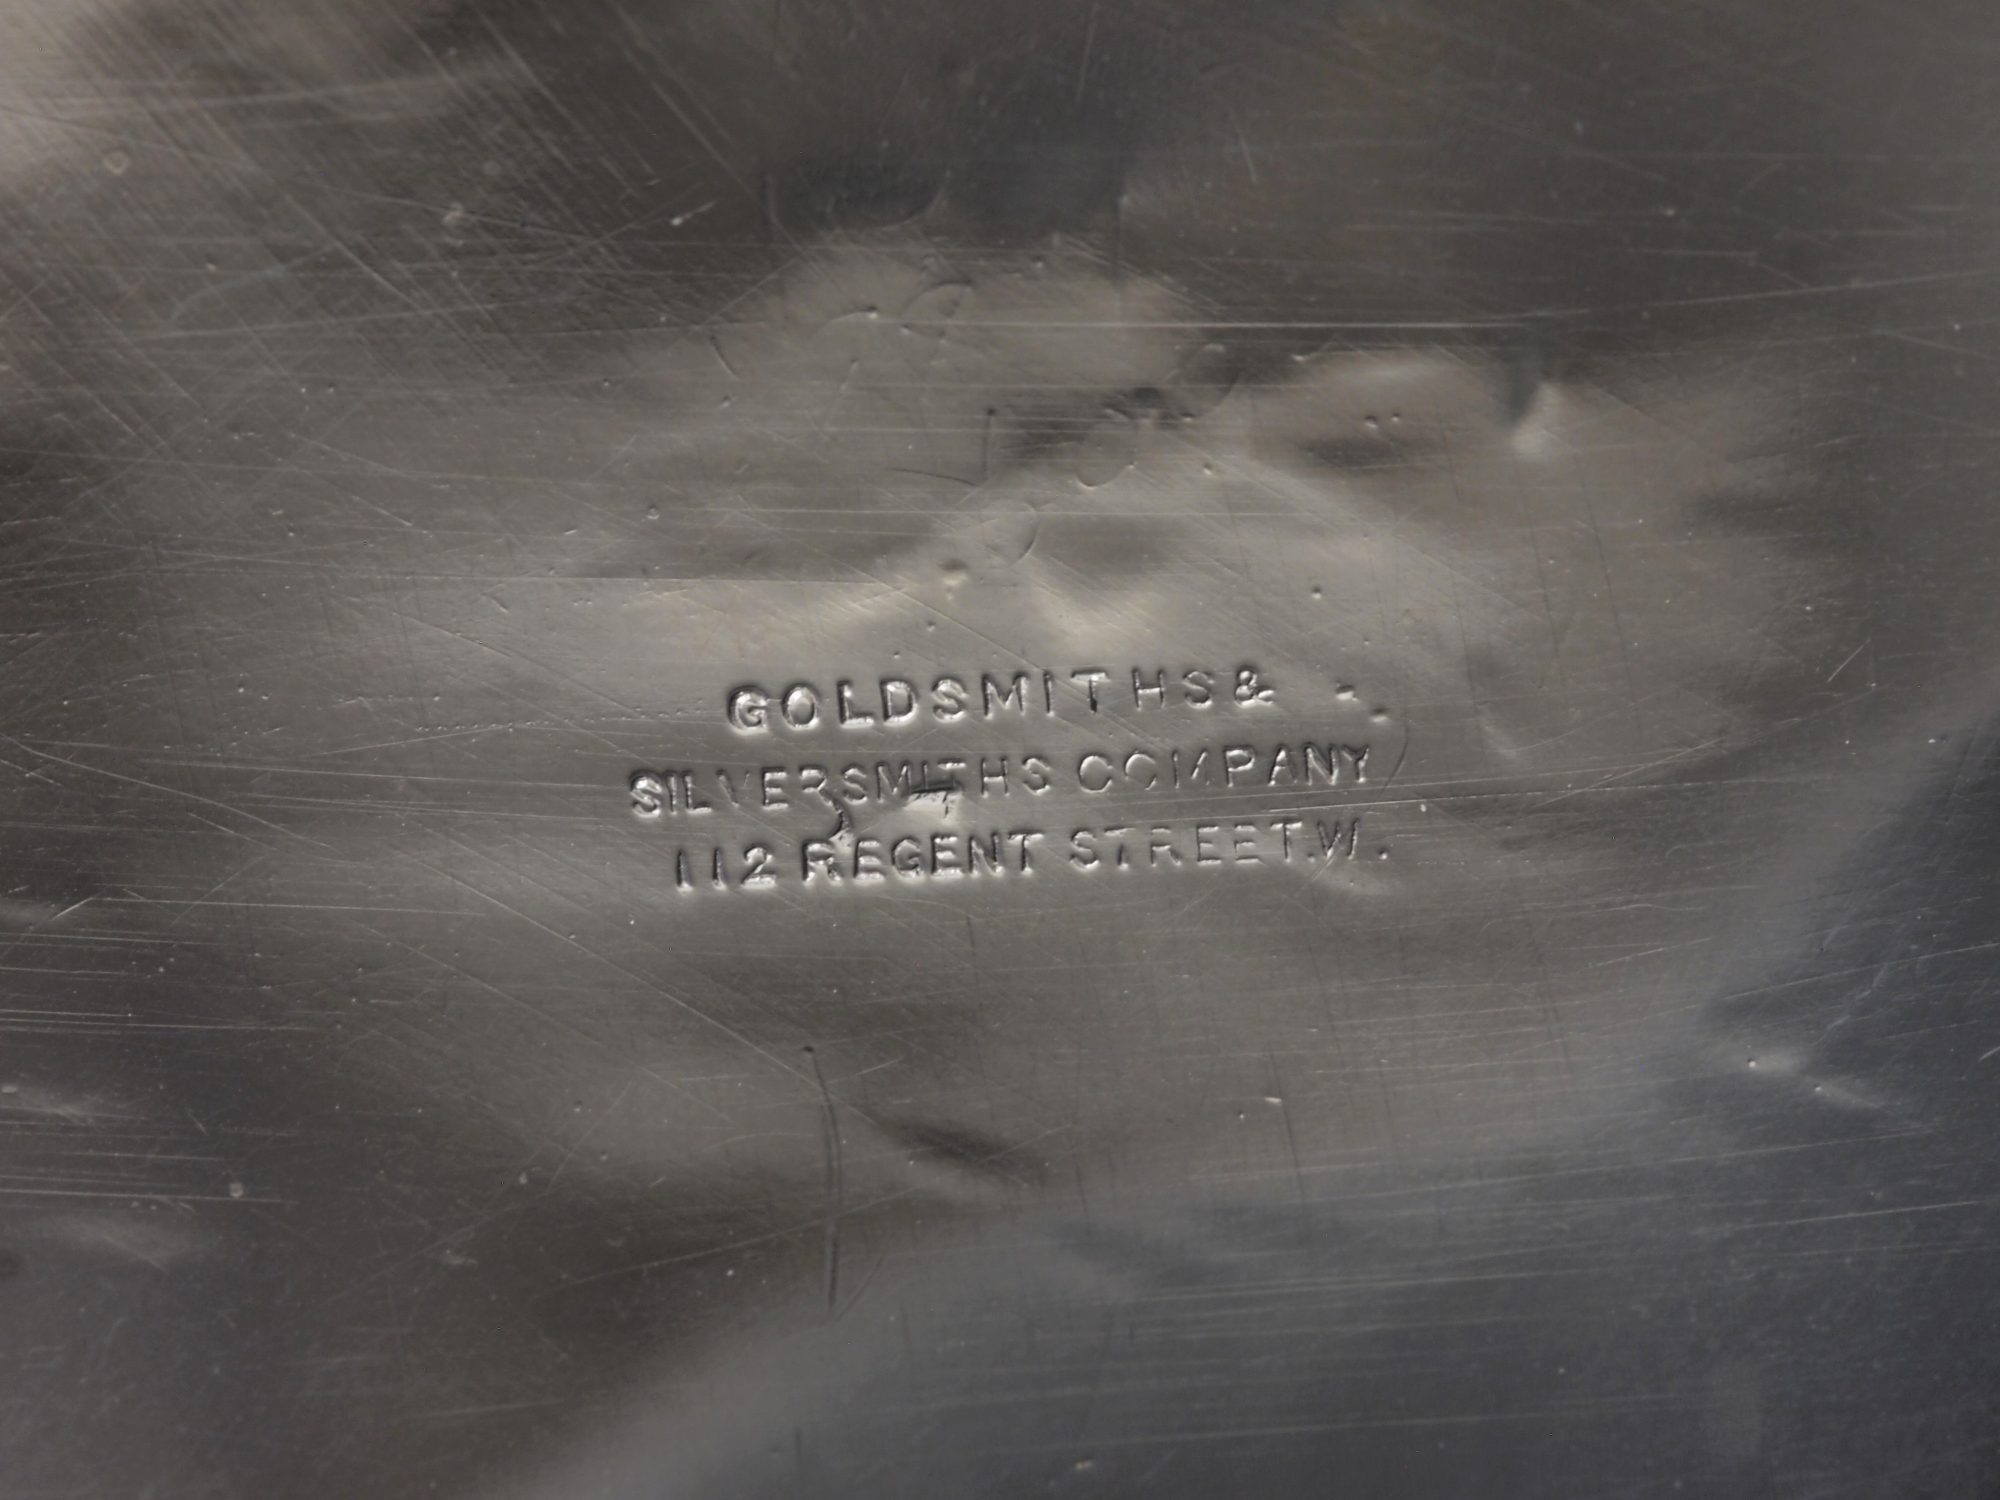 GOLDSMITHS &
SILVERSMITHS COMPANY
112 REGENT STREET.W.